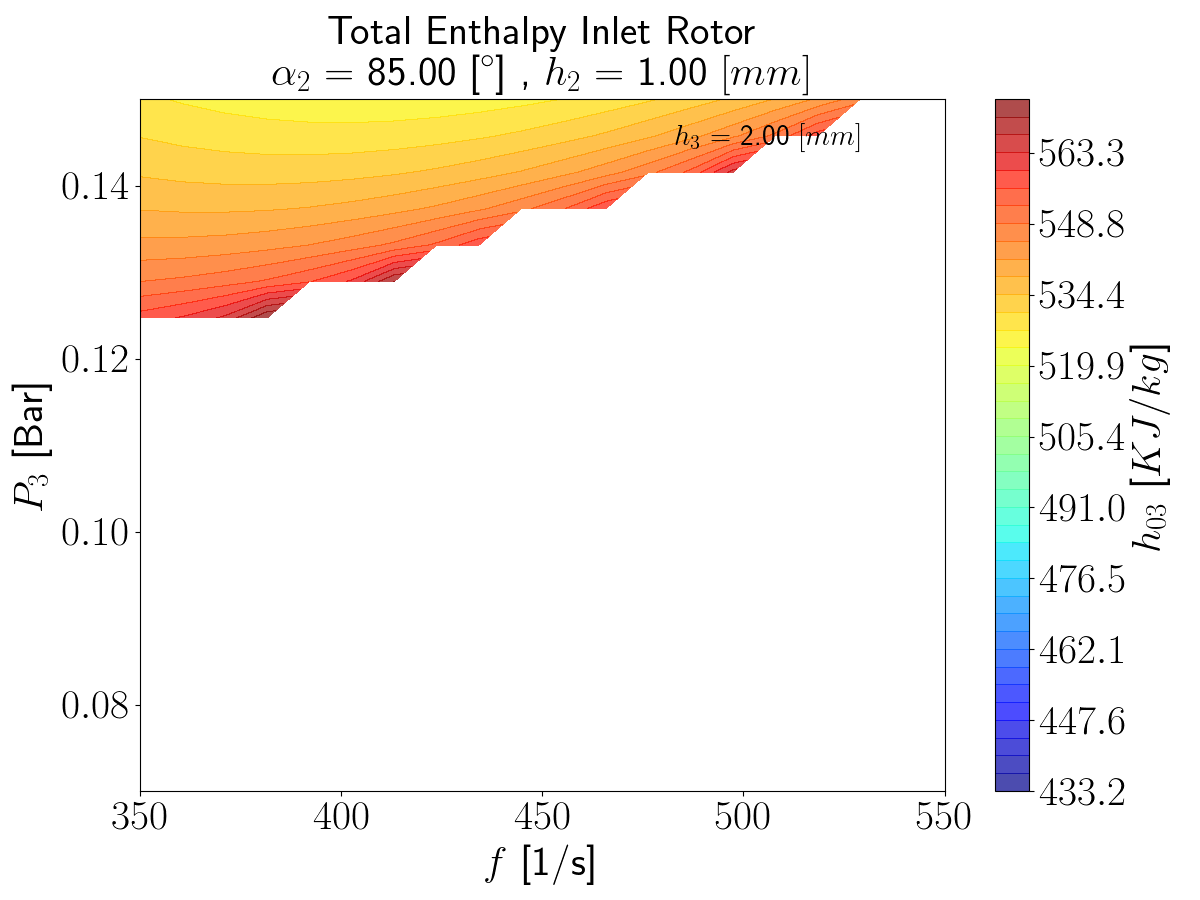 Total Enthalpy Inlet Rotor
α₂ = 85.00 [°] , h₂ = 1.00 [mm]
h₃ = 2.00 [mm]
0.14
0.12
0.10
0.08
P₃ [Bar]
350 400 450 500 550
f [1/s]
563.3
548.8
534.4
519.9
505.4
491.0
476.5
462.1
447.6
433.2
h₀₃ [KJ/kg]